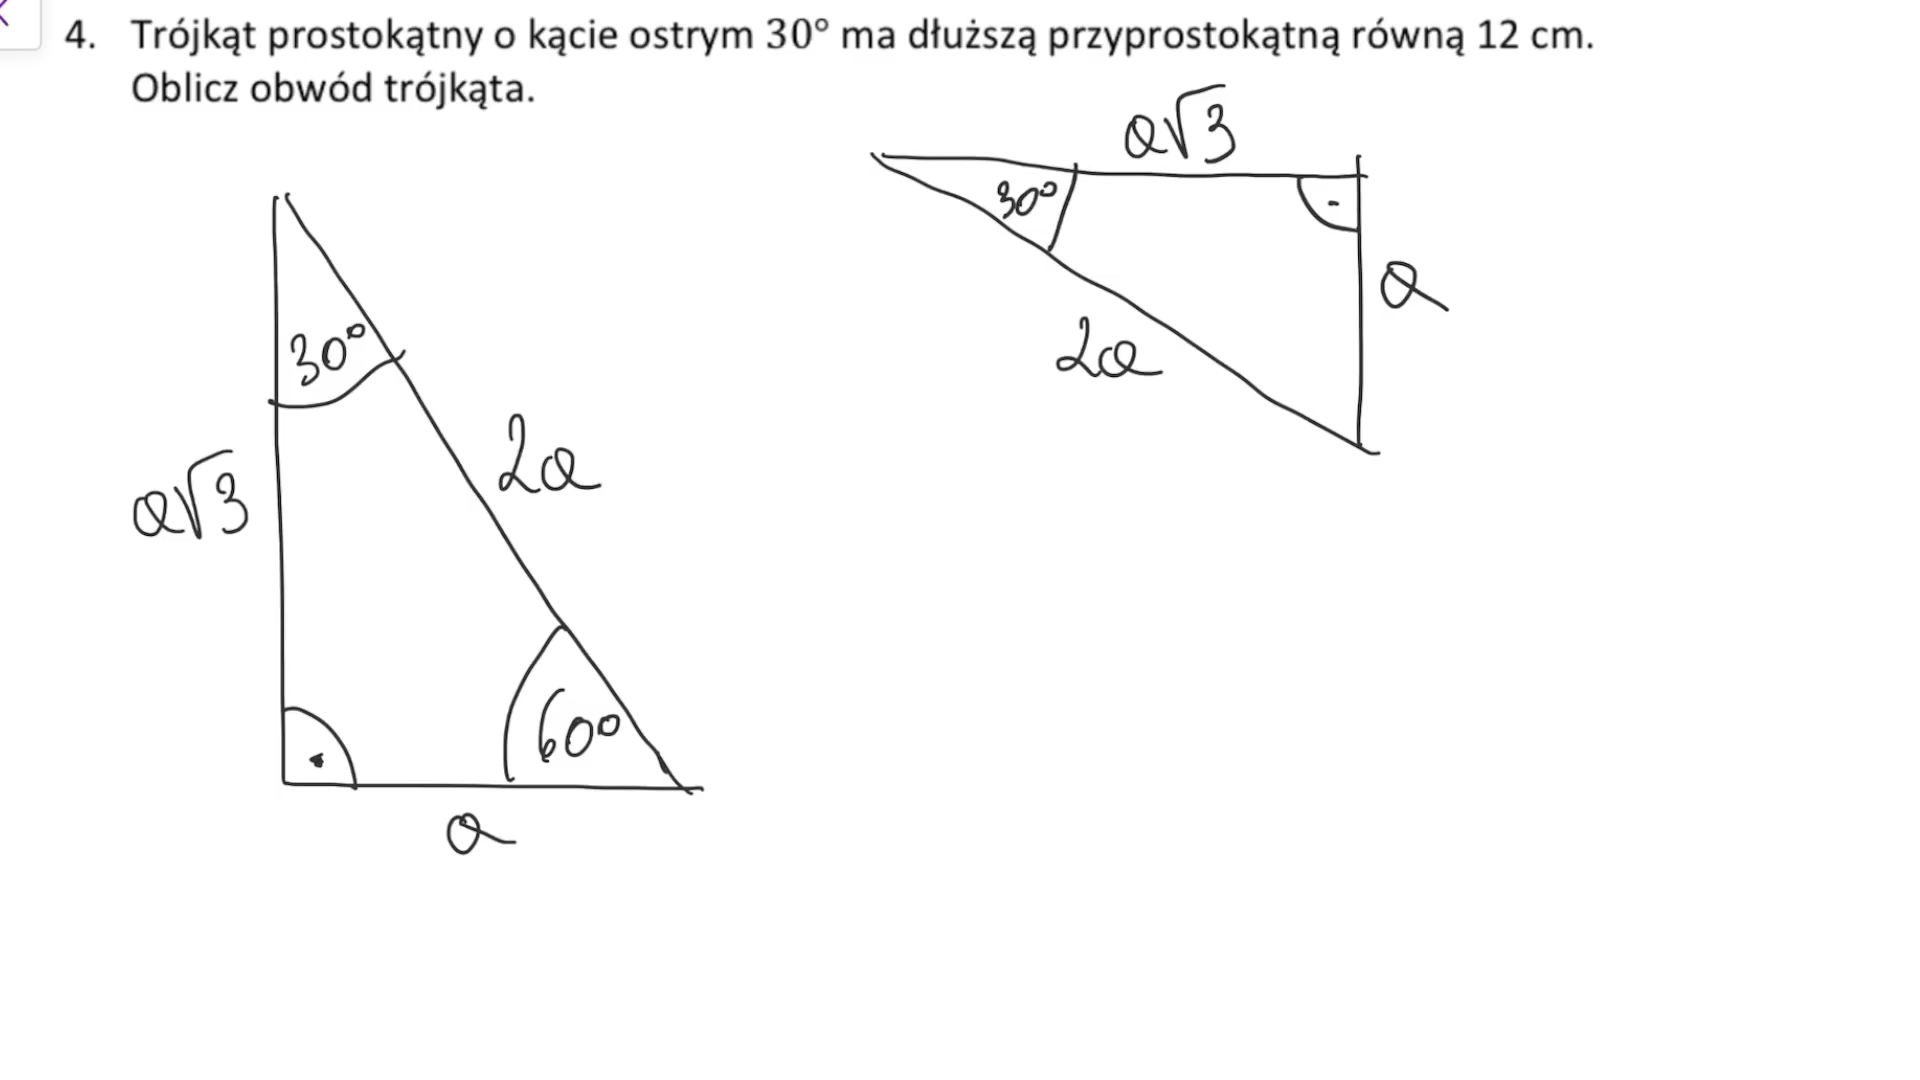 4. Trójkąt prostokątny o kącie ostrym 30° ma dłuższą przyprostokątną równą 12 cm.
Oblicz obwód trójkąta.
a√3
30°
a
2a
30°
a√3
2a
60°
a